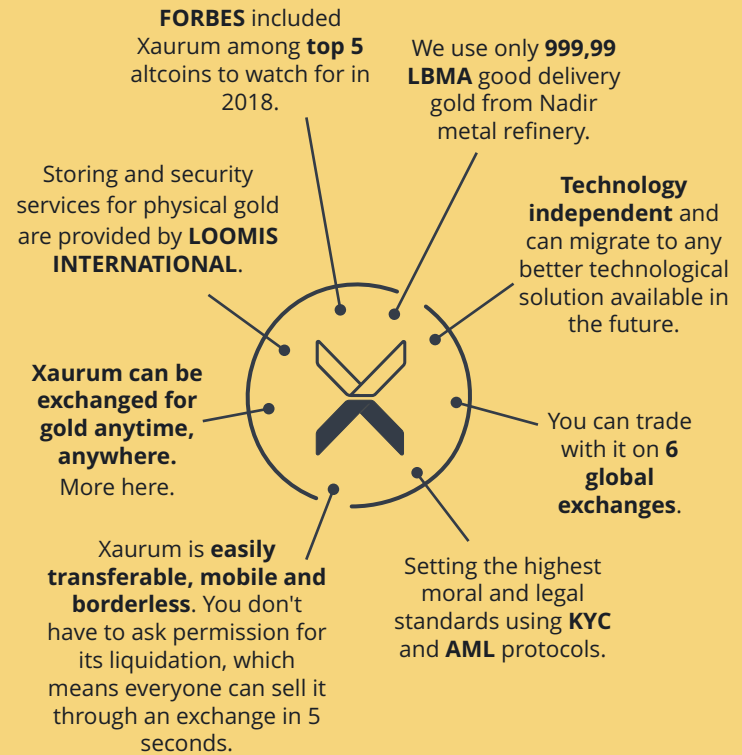 FORBES included
Xaurum among top 5
altcoins to watch for in
2018.
We use only 999,99
LBMA good delivery
gold from Nadir
metal refinery.
Storing and security
services for physical gold
are provided by LOOMIS
INTERNATIONAL.
Technology
independent and
can migrate to any
better technological
solution available in
the future.
Xaurum can be
exchanged for
gold anytime,
anywhere.
More here.
You can trade
with it on 6
global
exchanges.
Xaurum is easily
transferable, mobile and
borderless. You don't
have to ask permission for
its liquidation, which
means everyone can sell it
through an exchange in 5
seconds.
Setting the highest
moral and legal
standards using KYC
and AML protocols.